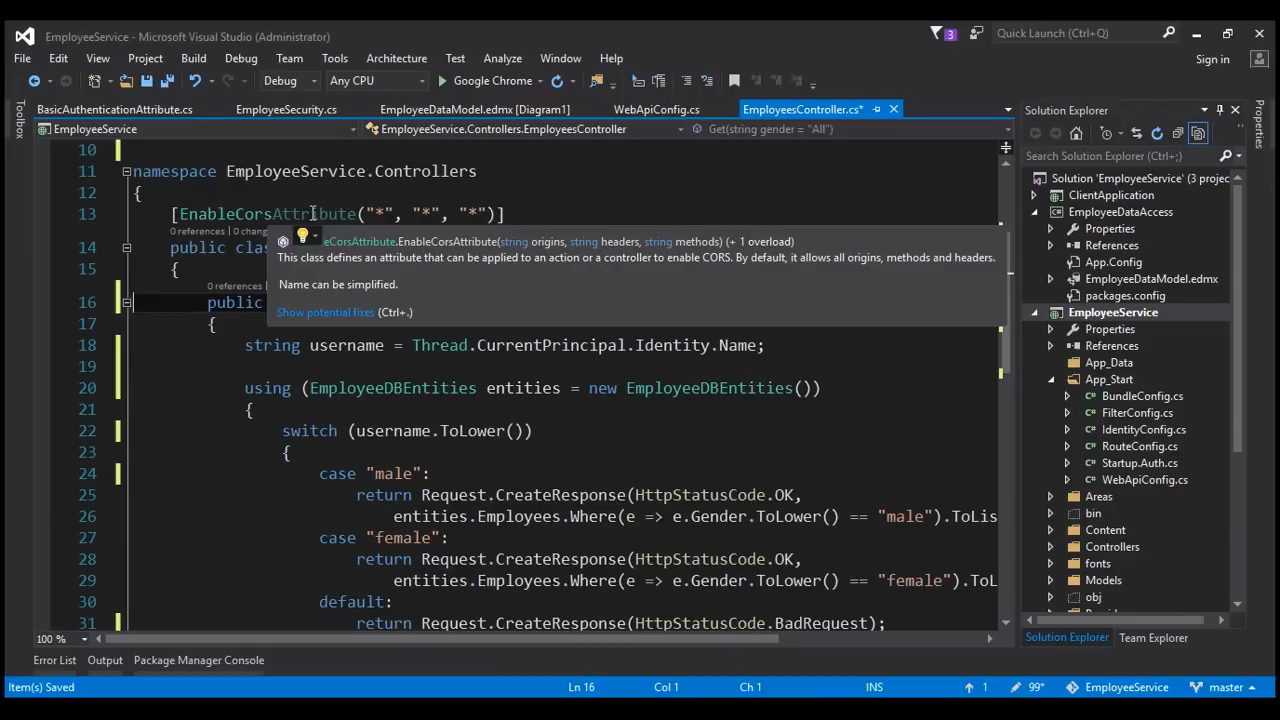 EmployeeService - Microsoft Visual Studio (Administrator)
3
Quick Launch (Ctrl+Q)
File Edit View Project Build Debug Team Tools Architecture Test Analyze Window Help
Sign in
Debug Any CPU Google Chrome
Toolbox
BasicAuthenticationAttribute.cs EmployeeSecurity.cs EmployeeDataModel.edmx [Diagram1] WebApiConfig.cs EmployeesController.cs*
EmployeeService EmployeeService.Controllers.EmployeesController Get(string gender = "All")
10
11 namespace EmployeeService.Controllers
12 {
13 [EnableCorsAttribute("*", "*", "*")]
0 references | 0 chang
14 public clas
eCorsAttribute.EnableCorsAttribute(string origins, string headers, string methods) (+ 1 overload)
This class defines an attribute that can be applied to an action or a controller to enable CORS. By default, it allows all origins, methods and headers.
Name can be simplified.
Show potential fixes (Ctrl+.)
15 {
0 references |
16 public
17 {
18 string username = Thread.CurrentPrincipal.Identity.Name;
19
20 using (EmployeeDBEntities entities = new EmployeeDBEntities())
21 {
22 switch (username.ToLower())
23 {
24 case "male":
25 return Request.CreateResponse(HttpStatusCode.OK,
26 entities.Employees.Where(e => e.Gender.ToLower() == "male").ToLis
27 case "female":
28 return Request.CreateResponse(HttpStatusCode.OK,
29 entities.Employees.Where(e => e.Gender.ToLower() == "female").ToL
30 default:
31 return Request.CreateResponse(HttpStatusCode.BadRequest);
100 %
Solution Explorer
Search Solution Explorer (Ctrl+;)
Solution 'EmployeeService' (3 projec
ClientApplication
EmployeeDataAccess
Properties
References
App.Config
EmployeeDataModel.edmx
packages.config
EmployeeService
Properties
References
App_Data
App_Start
BundleConfig.cs
FilterConfig.cs
IdentityConfig.cs
RouteConfig.cs
Startup.Auth.cs
WebApiConfig.cs
Areas
bin
Content
Controllers
fonts
Models
obj
Solution Explorer Team Explorer
Properties
Error List Output Package Manager Console
Item(s) Saved Ln 16 Col 1 Ch 1 INS 1 99* EmployeeService master